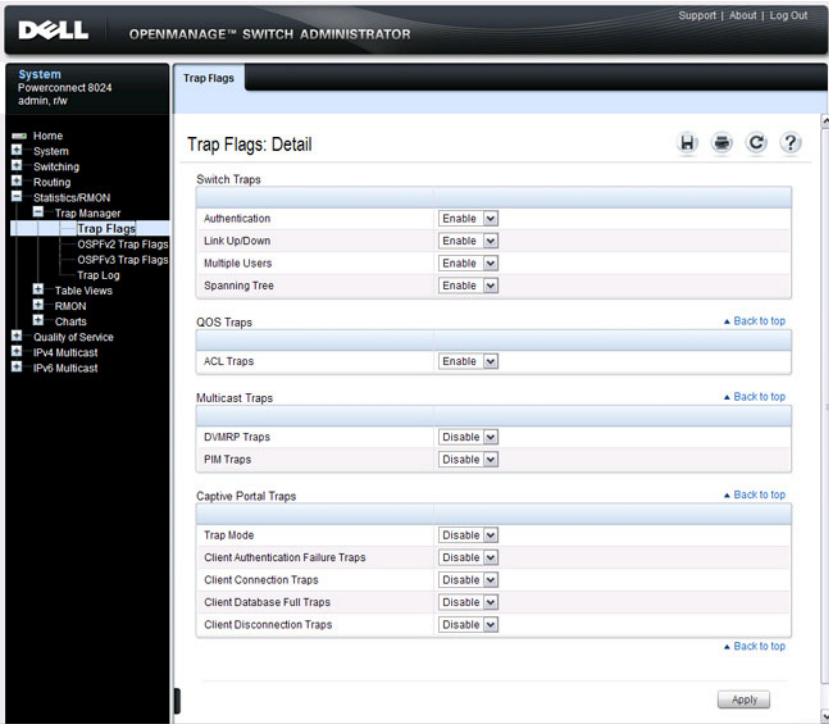 Support | About | Log Out
DELL
OPENMANAGE™ SWITCH ADMINISTRATOR
System
Powerconnect 8024
admin, r/w
Home
System
Switching
Routing
Statistics/RMON
Trap Manager
Trap Flags
OSPFv2 Trap Flags
OSPFv3 Trap Flags
Trap Log
Table Views
RMON
Charts
Quality of Service
IPv4 Multicast
IPv6 Multicast
Trap Flags
Trap Flags: Detail
Switch Traps
Authentication Enable
Link Up/Down Enable
Multiple Users Enable
Spanning Tree Enable
QOS Traps Back to top
ACL Traps Enable
Multicast Traps Back to top
DVMRP Traps Disable
PIM Traps Disable
Captive Portal Traps Back to top
Trap Mode Disable
Client Authentication Failure Traps Disable
Client Connection Traps Disable
Client Database Full Traps Disable
Client Disconnection Traps Disable
Back to top
Apply